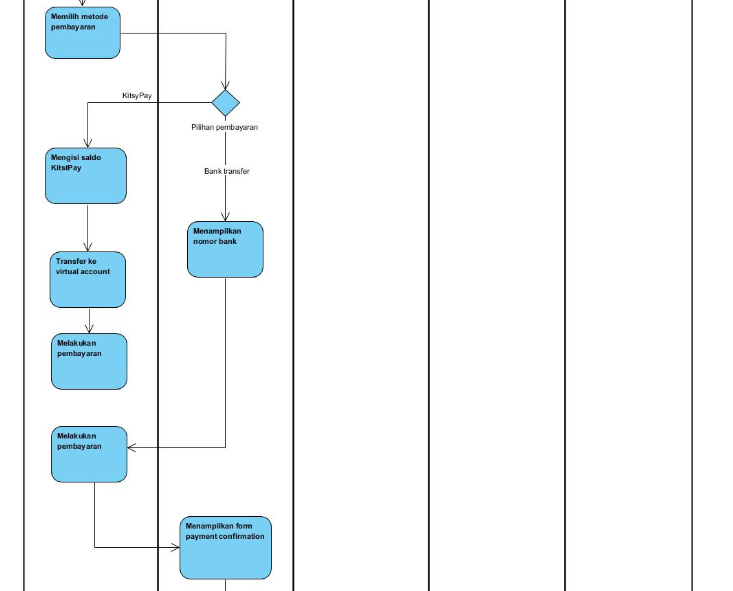 Memilih metode
pembayaran
KitsyPay
Pilihan pembayaran
Mengisi saldo
KitstPay
Bank transfer
Menampilkan
nomor bank
Transfer ke
virtual account
Melakukan
pembayaran
Melakukan
pembayaran
Menampilkan form
payment confirmation